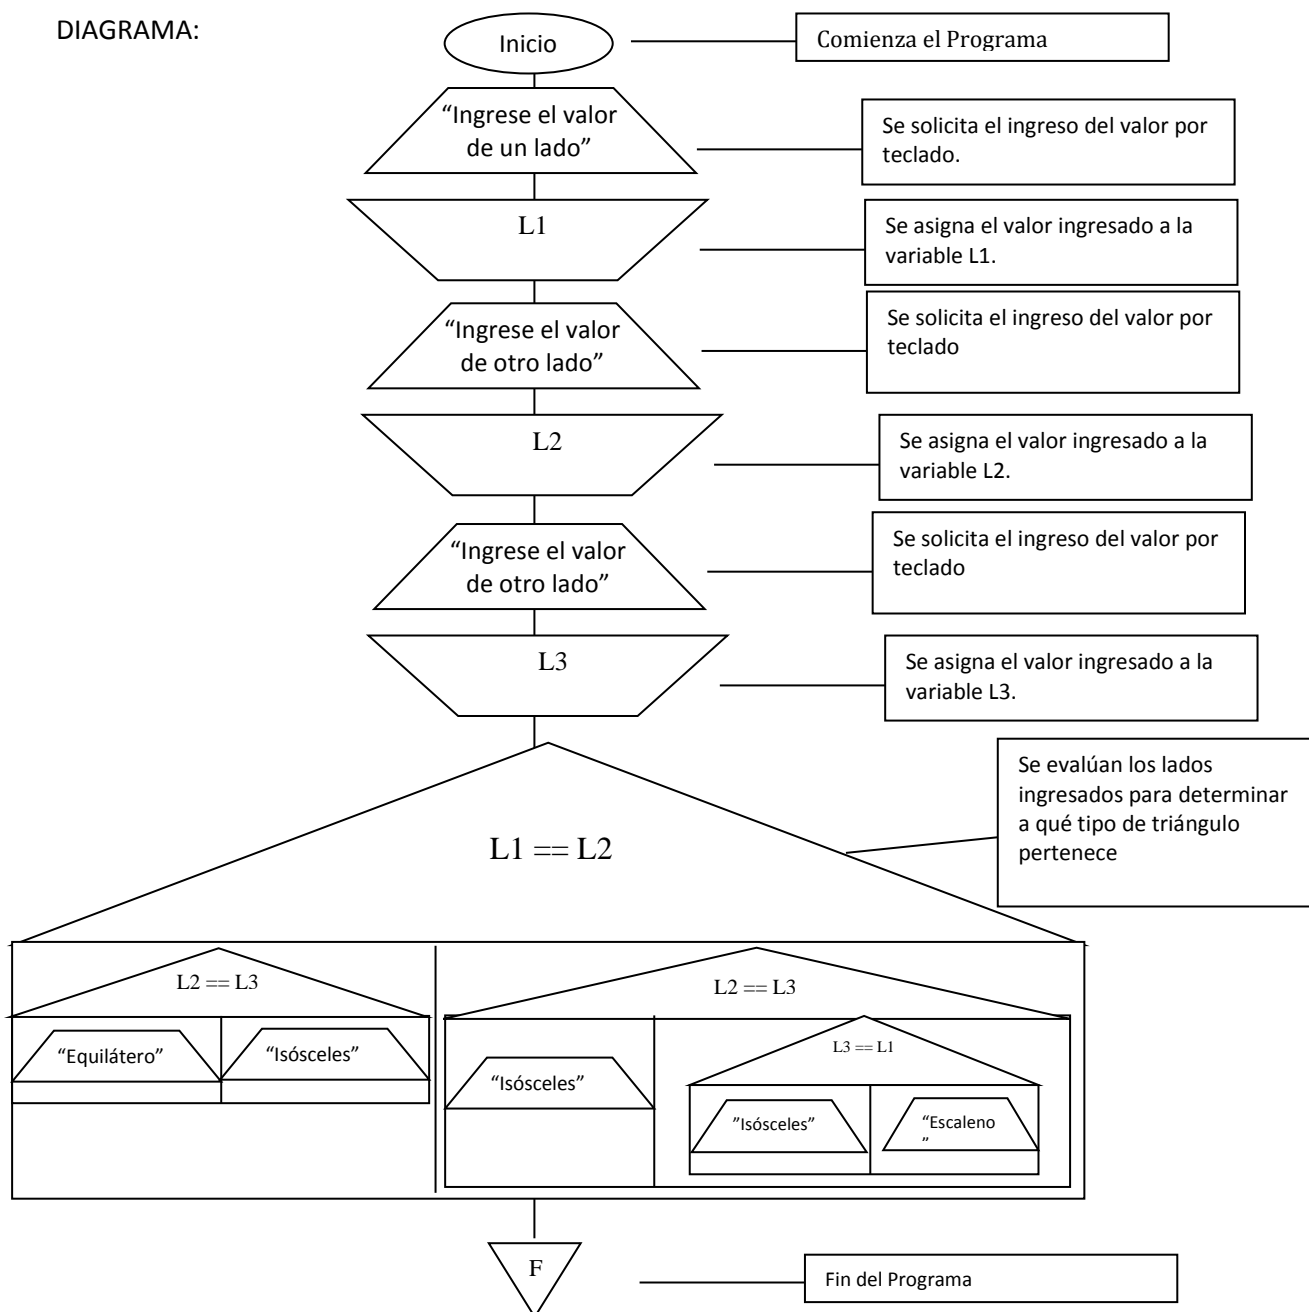 DIAGRAMA:
Inicio
Comienza el Programa
“Ingrese el valor
de un lado”
Se solicita el ingreso del valor por
teclado.
L1
Se asigna el valor ingresado a la
variable L1.
“Ingrese el valor
de otro lado”
Se solicita el ingreso del valor por
teclado
L2
Se asigna el valor ingresado a la
variable L2.
“Ingrese el valor
de otro lado”
Se solicita el ingreso del valor por
teclado
L3
Se asigna el valor ingresado a la
variable L3.
Se evalúan los lados
ingresados para determinar
a qué tipo de triángulo
pertenece
L1 == L2
L2 == L3
“Equilátero”
“Isósceles”
L2 == L3
“Isósceles”
L3 == L1
”Isósceles”
“Escaleno
”
F
Fin del Programa